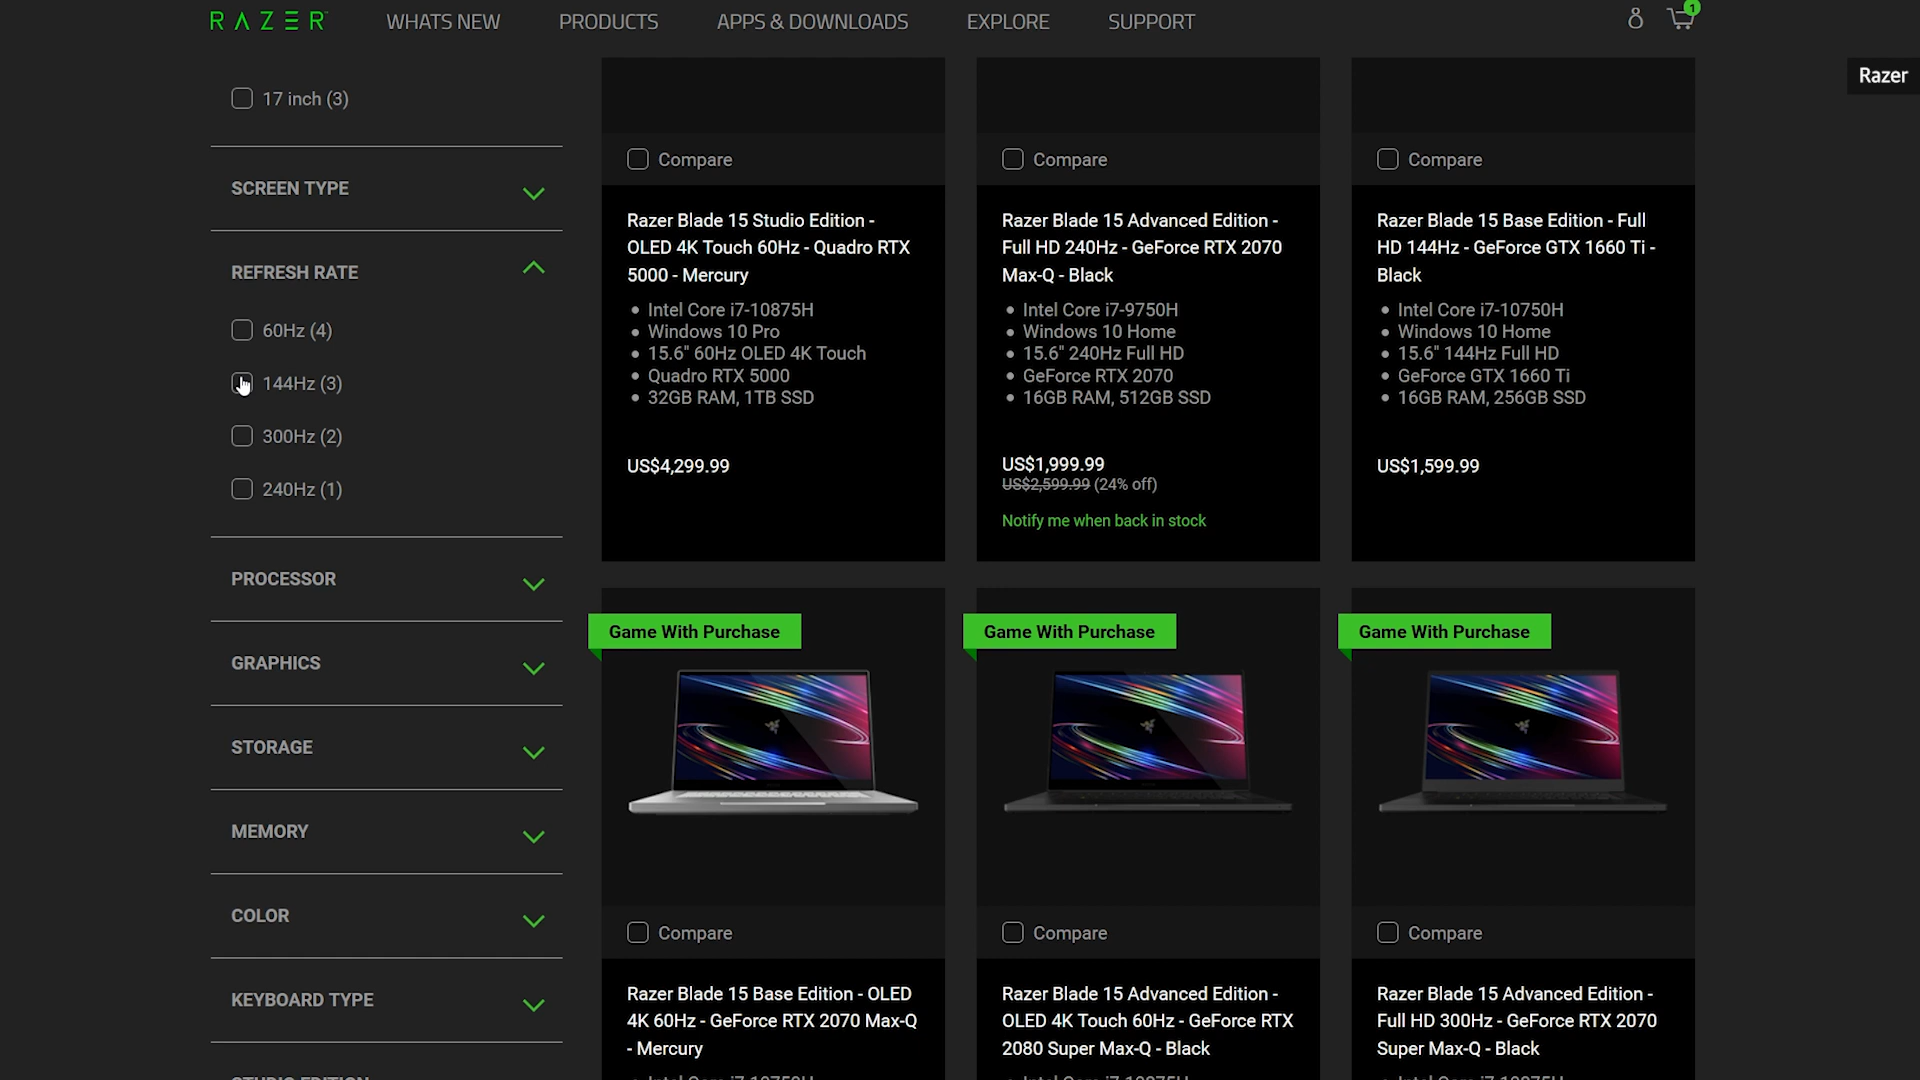 RAZER
WHATS NEW
PRODUCTS
APPS & DOWNLOADS
EXPLORE
SUPPORT
1
Razer
17 inch (3)
SCREEN TYPE
REFRESH RATE
60Hz (4)
144Hz (3)
300Hz (2)
240Hz (1)
PROCESSOR
GRAPHICS
STORAGE
MEMORY
COLOR
KEYBOARD TYPE
Compare
Razer Blade 15 Studio Edition -
OLED 4K Touch 60Hz - Quadro RTX
5000 - Mercury
• Intel Core i7-10875H
• Windows 10 Pro
• 15.6" 60Hz OLED 4K Touch
• Quadro RTX 5000
• 32GB RAM, 1TB SSD
US$4,299.99
Compare
Razer Blade 15 Advanced Edition -
Full HD 240Hz - GeForce RTX 2070
Max-Q - Black
• Intel Core i7-9750H
• Windows 10 Home
• 15.6" 240Hz Full HD
• GeForce RTX 2070
• 16GB RAM, 512GB SSD
US$1,999.99
US$2,599.99 (24% off)
Notify me when back in stock
Compare
Razer Blade 15 Base Edition - Full
HD 144Hz - GeForce GTX 1660 Ti -
Black
• Intel Core i7-10750H
• Windows 10 Home
• 15.6" 144Hz Full HD
• GeForce GTX 1660 Ti
• 16GB RAM, 256GB SSD
US$1,599.99
Game With Purchase
Compare
Razer Blade 15 Base Edition - OLED
4K 60Hz - GeForce RTX 2070 Max-Q
- Mercury
Game With Purchase
Compare
Razer Blade 15 Advanced Edition -
OLED 4K Touch 60Hz - GeForce RTX
2080 Super Max-Q - Black
Game With Purchase
Compare
Razer Blade 15 Advanced Edition -
Full HD 300Hz - GeForce RTX 2070
Super Max-Q - Black